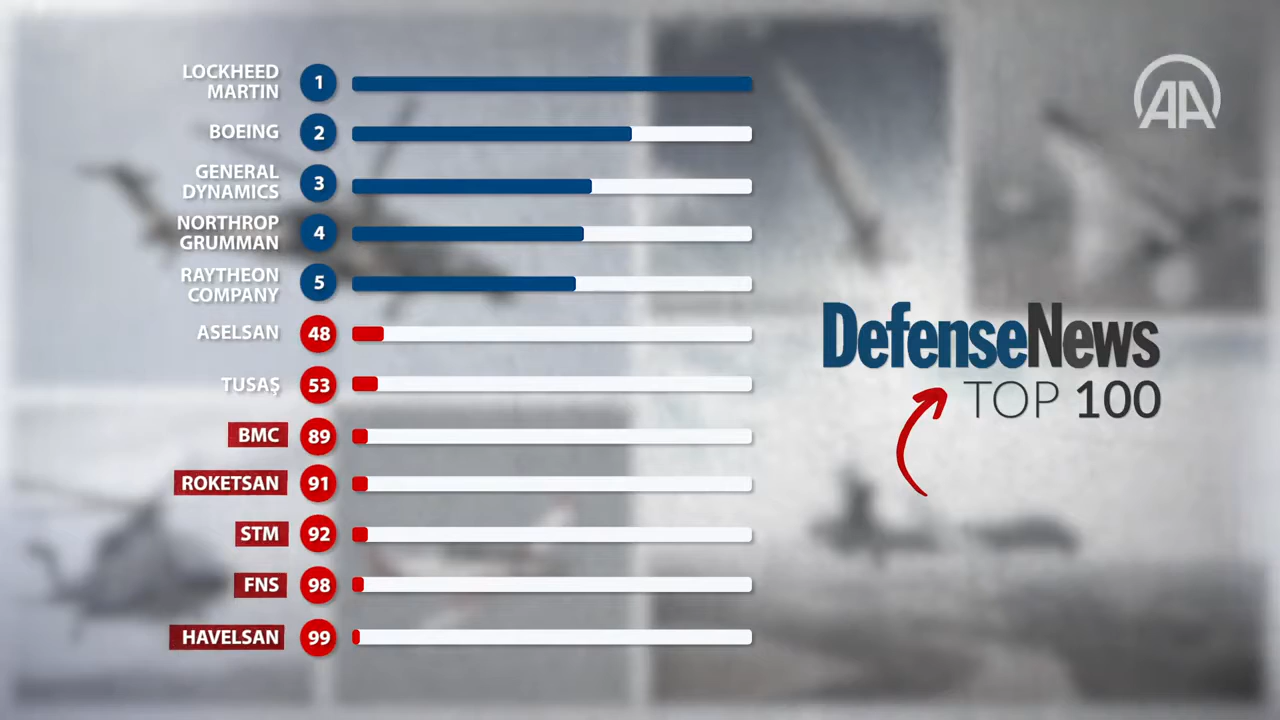 LOCKHEED
MARTIN
1
BOEING
2
GENERAL
DYNAMICS
3
NORTHROP
GRUMMAN
4
RAYTHEON
COMPANY
5
ASELSAN
48
TUSAŞ
53
BMC
89
ROKETSAN
91
STM
92
FNS
98
HAVELSAN
99
AA
DefenseNews
TOP 100